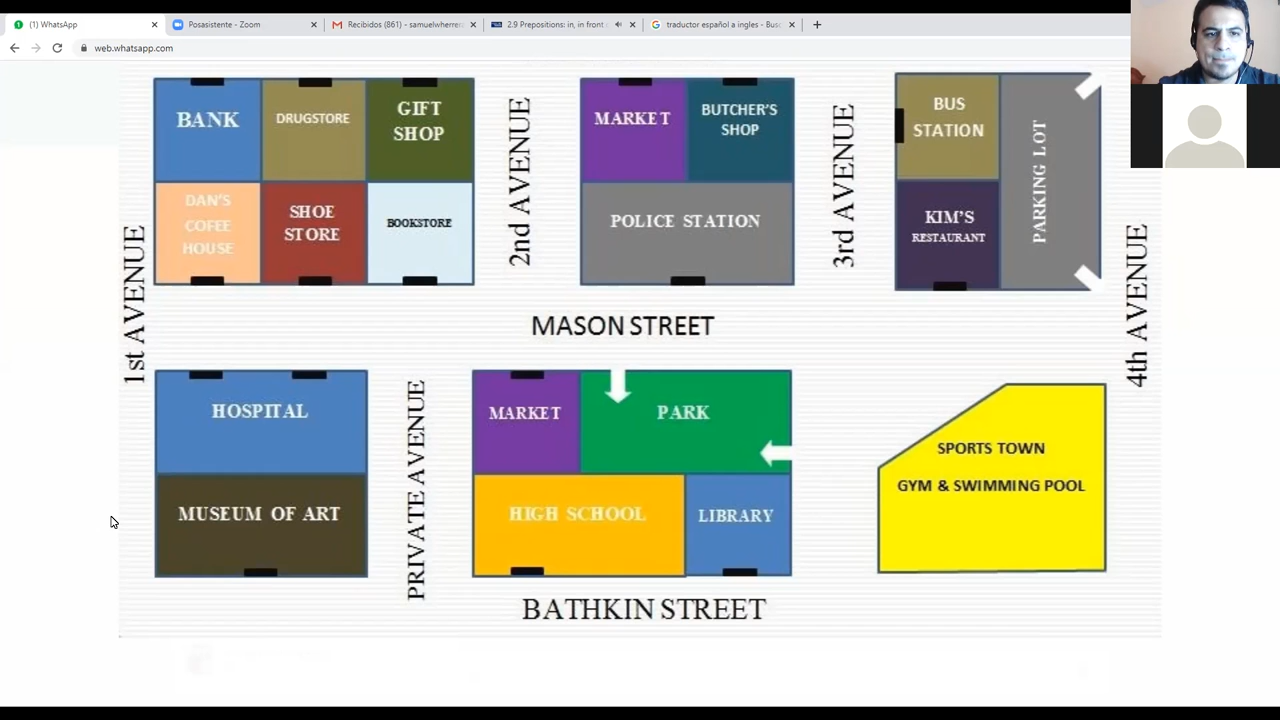 (1) WhatsApp
Posasistente - Zoom
Recibidos (861) - samuelwherrer
2.9 Prepositions: in, in front
traductor español a ingles - Bus
web.whatsapp.com
BANK
DRUGSTORE
GIFT
SHOP
DAN'S
COFEE
HOUSE
SHOE
STORE
BOOKSTORE
1st AVENUE
2nd AVENUE
MARKET
BUTCHER'S
SHOP
POLICE STATION
3rd AVENUE
BUS
STATION
KIM'S
RESTAURANT
PARKING LOT
4th AVENUE
MASON STREET
HOSPITAL
MUSEUM OF ART
PRIVATE AVENUE
MARKET
PARK
HIGH SCHOOL
LIBRARY
SPORTS TOWN
GYM & SWIMMING POOL
BATHKIN STREET